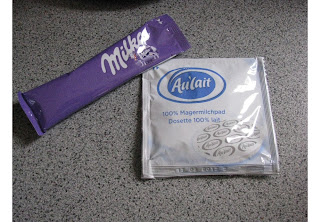 Milka
Au'lait
100% Magermilchpad
Dosette 100% lait